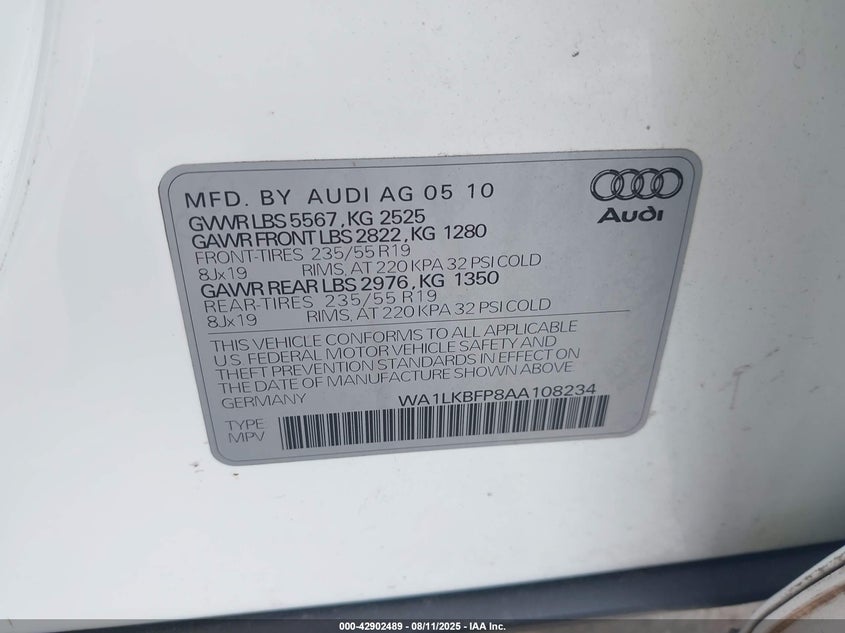 MFD. BY AUDI AG 05 10
GVWR LBS 5567, KG 2525
GAWR FRONT LBS 2822, KG 1280
FRONT-TIRES 235/55 R19
8Jx19 RIMS, AT 220 KPA 32 PSI COLD
GAWR REAR LBS 2976, KG 1350
REAR-TIRES 235/55 R19
8Jx19 RIMS, AT 220 KPA 32 PSI COLD
Audi
THIS VEHICLE CONFORMS TO ALL APPLICABLE
U.S. FEDERAL MOTOR VEHICLE SAFETY AND
THEFT PREVENTION STANDARDS IN EFFECT ON
THE DATE OF MANUFACTURE SHOWN ABOVE.
GERMANY WA1LKBFP8AA108234
TYPE
MPV
000-42902489 - 08/11/2025 - IAA Inc.